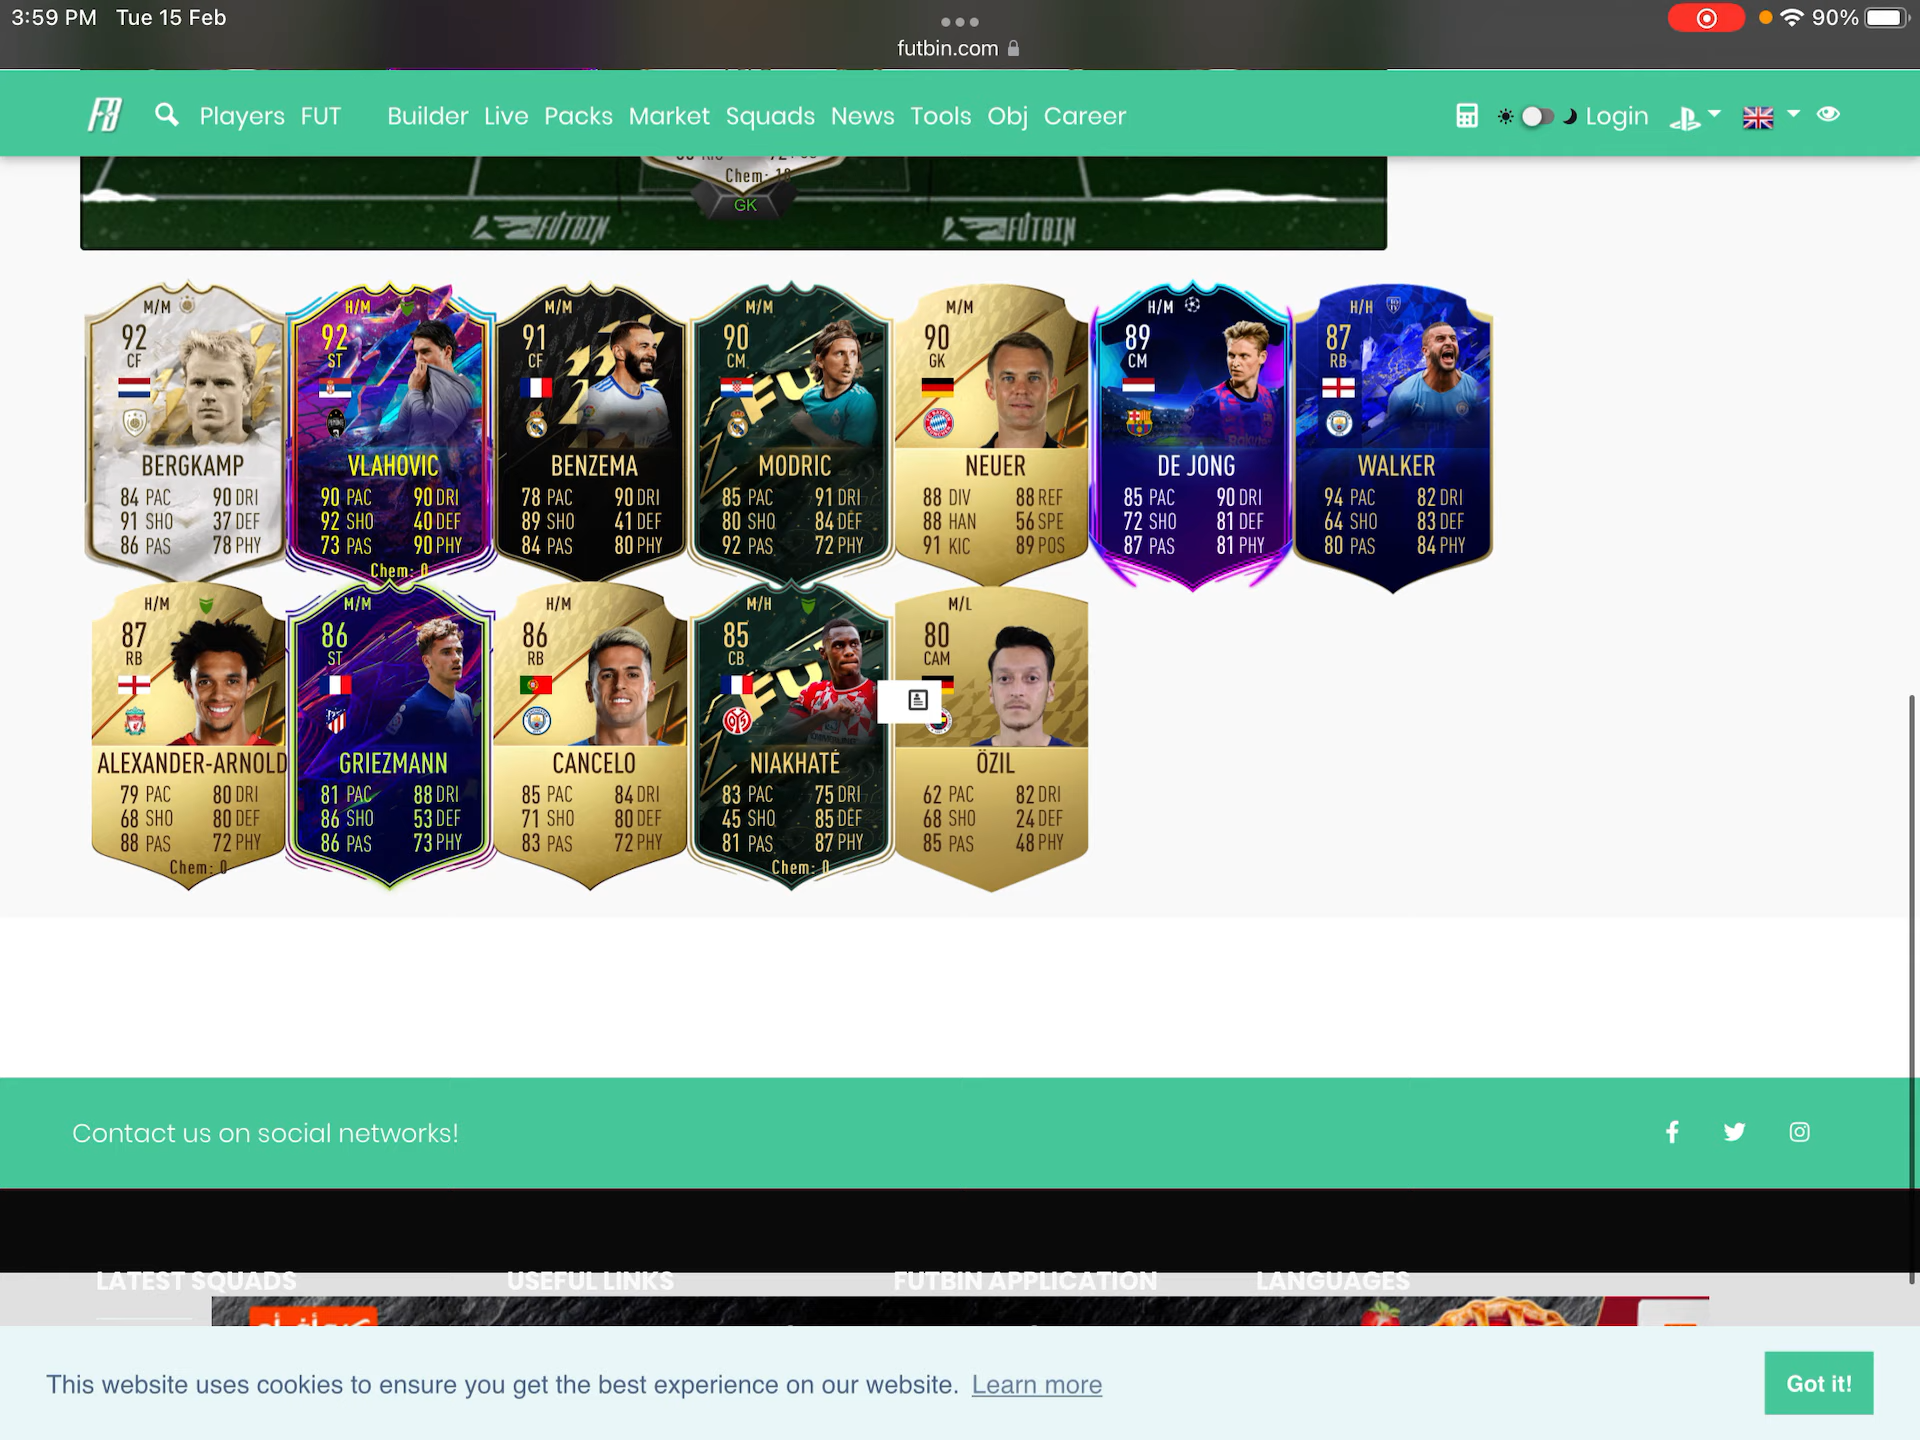 3:59 PM Tue 15 Feb
90%
futbin.com
FB Players FUT Builder Live Packs Market Squads News Tools Obj Career Login
Chem: 10
GK
FUTBIN FUTBIN
M/M
92
CF
BERGKAMP
84 PAC 90 DRI
91 SHO 37 DEF
86 PAS 78 PHY
H/M
92
ST
VLAHOVIC
90 PAC 90 DRI
92 SHO 40 DEF
73 PAS 90 PHY
Chem: 0
M/M
91
CF
BENZEMA
78 PAC 90 DRI
89 SHO 41 DEF
84 PAS 80 PHY
M/M
90
CM
MODRIC
85 PAC 91 DRI
80 SHO 84 DEF
92 PAS 72 PHY
M/M
90
GK
NEUER
88 DIV 88 REF
88 HAN 56 SPE
91 KIC 89 POS
H/M
89
CM
DE JONG
85 PAC 90 DRI
72 SHO 81 DEF
87 PAS 81 PHY
H/H
87
RB
WALKER
94 PAC 82 DRI
64 SHO 83 DEF
80 PAS 84 PHY
H/M
87
RB
ALEXANDER-ARNOLD
79 PAC 80 DRI
68 SHO 80 DEF
88 PAS 72 PHY
Chem: 0
M/M
86
ST
GRIEZMANN
81 PAC 88 DRI
86 SHO 53 DEF
86 PAS 73 PHY
H/M
86
RB
CANCELO
85 PAC 84 DRI
71 SHO 80 DEF
83 PAS 72 PHY
M/H
85
CB
NIAKHATÉ
83 PAC 75 DRI
45 SHO 85 DEF
81 PAS 87 PHY
Chem: 0
M/L
80
CAM
ÖZIL
62 PAC 82 DRI
68 SHO 24 DEF
85 PAS 48 PHY
Contact us on social networks!
LATEST SQUADS USEFUL LINKS FUTBIN APPLICATION LANGUAGES
This website uses cookies to ensure you get the best experience on our website. Learn more
Got it!